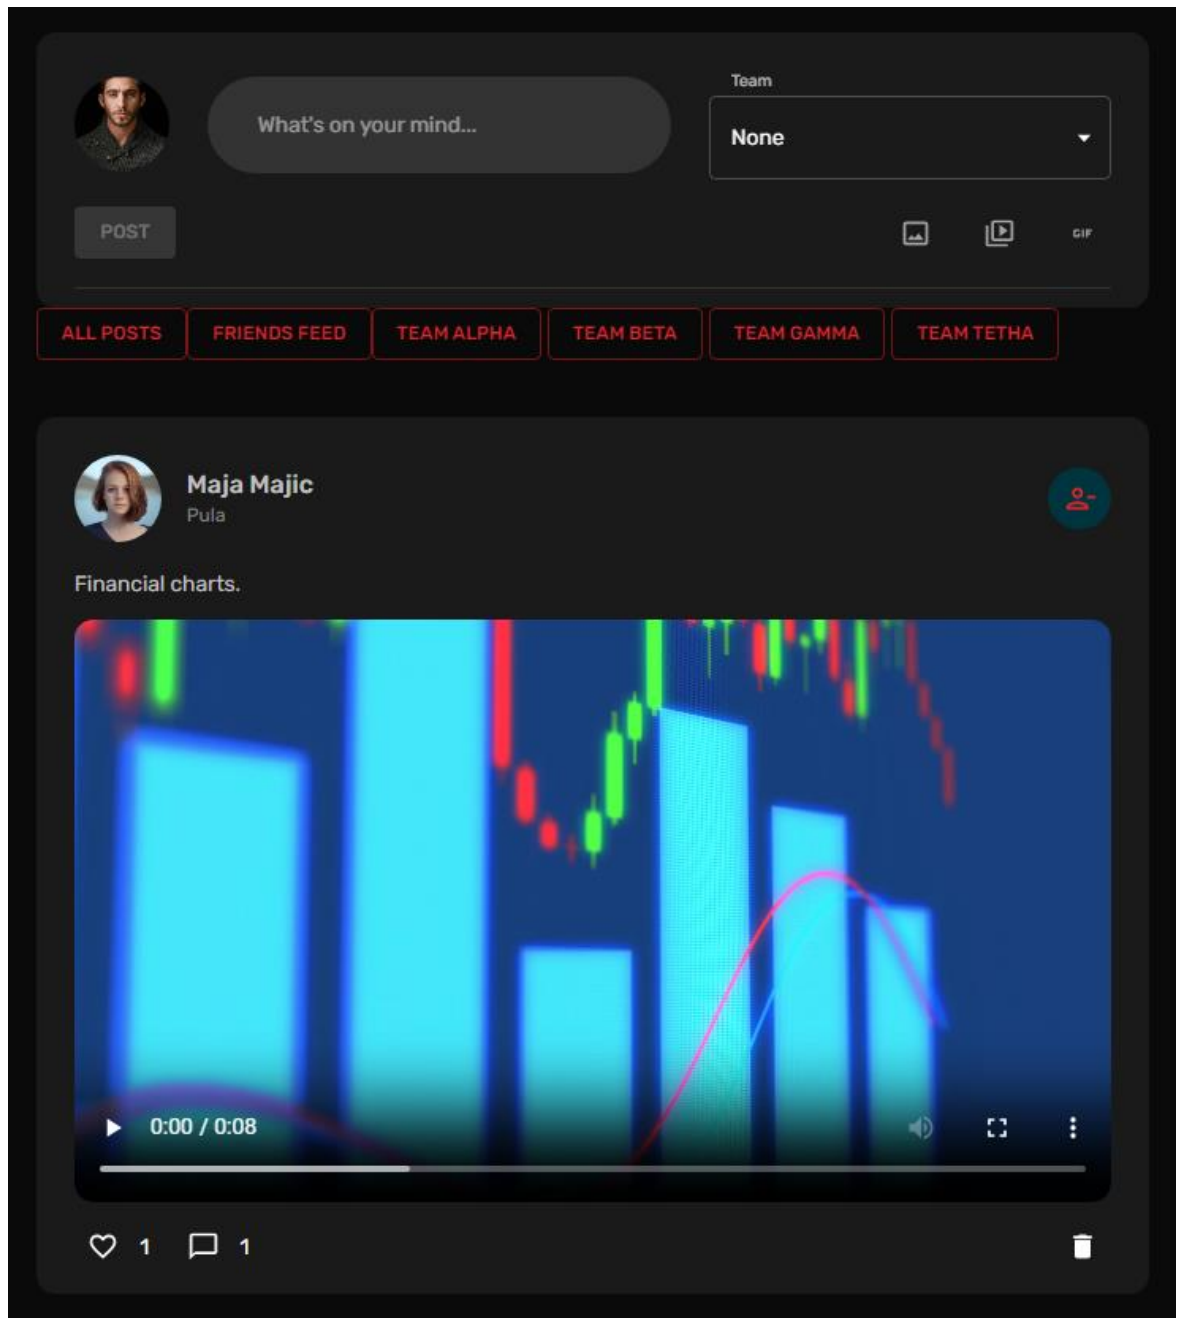 Team
What's on your mind...
None
POST
GIF
ALL POSTS FRIENDS FEED TEAM ALPHA TEAM BETA TEAM GAMMA TEAM TETHA
Maja Majic
Pula
Financial charts.
0:00 / 0:08
1 1